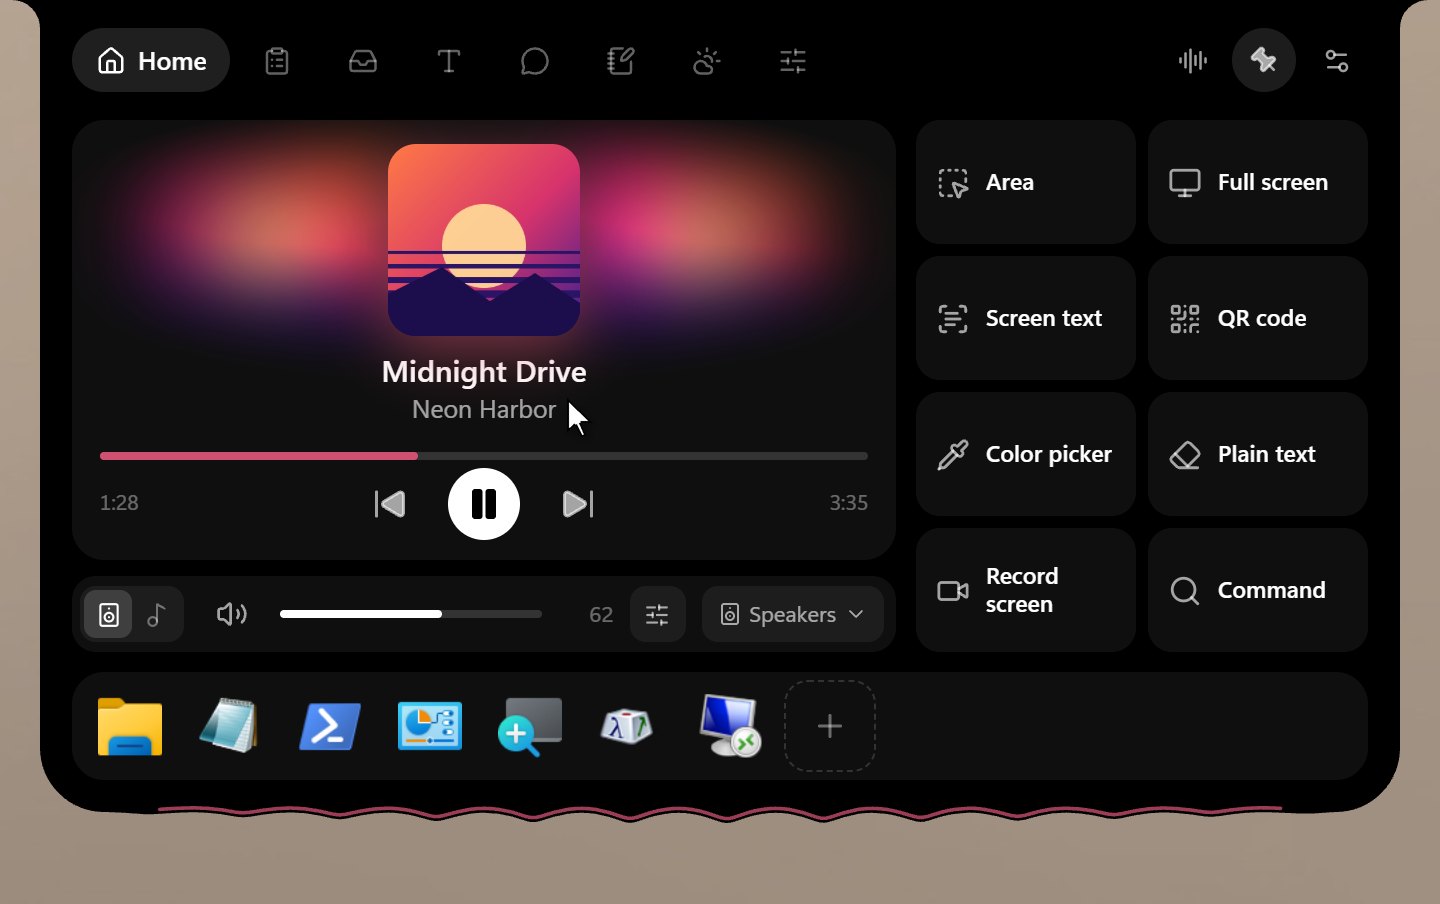 Home
Midnight Drive
Neon Harbor
1:28
3:35
62
Speakers
Area
Full screen
Screen text
QR code
Color picker
Plain text
Record
screen
Command